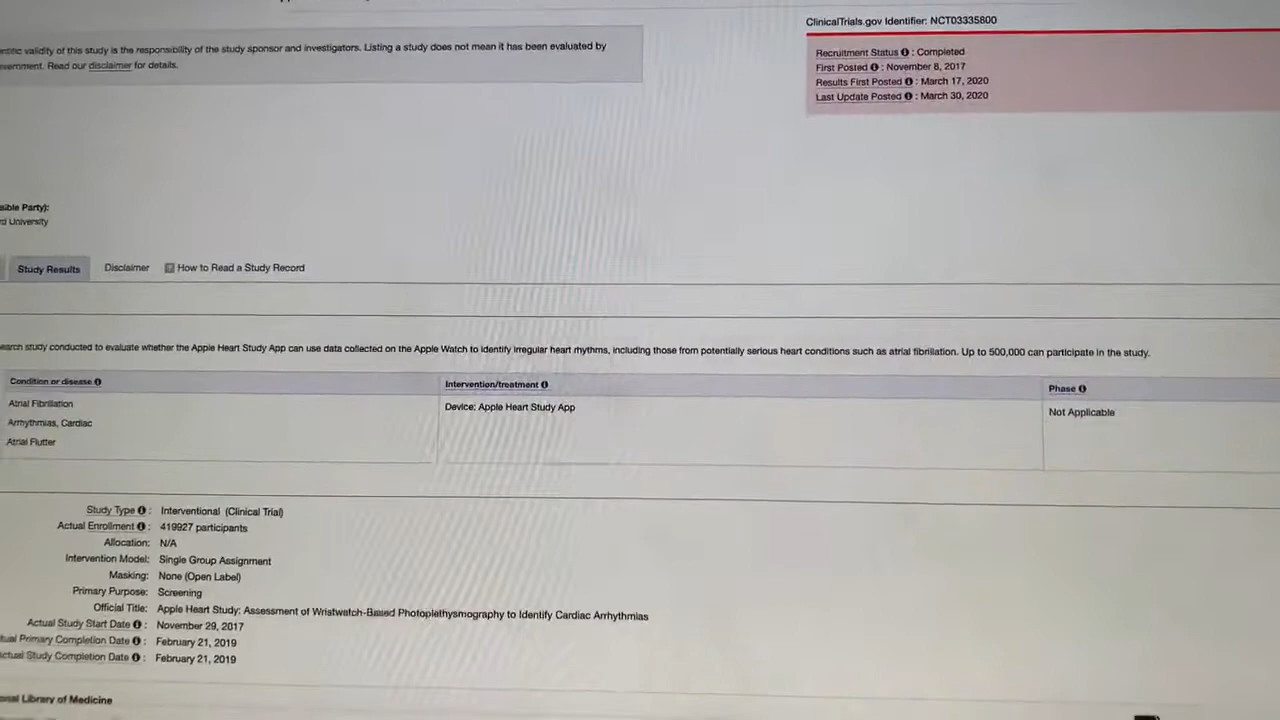 ClinicalTrials.gov Identifier: NCT03335800
validity of this study is the responsibility of the study sponsor and investigators. Listing a study does not mean it has been evaluated by
Read our disclaimer for details.
Recruitment Status : Completed
First Posted : November 8, 2017
Results First Posted : March 17, 2020
Last Update Posted : March 30, 2020
Party):
University
Study Results
Disclaimer
How to Read a Study Record
study conducted to evaluate whether the Apple Heart Study App can use data collected on the Apple Watch to identify irregular heart rhythms, including those from potentially serious heart conditions such as atrial fibrillation. Up to 500,000 can participate in the study.
Condition or disease
Intervention/treatment
Phase
Atrial Fibrillation
Arrhythmias, Cardiac
Atrial Flutter
Device: Apple Heart Study App
Not Applicable
Study Type : Interventional (Clinical Trial)
Actual Enrollment : 419927 participants
Allocation: N/A
Intervention Model: Single Group Assignment
Masking: None (Open Label)
Primary Purpose: Screening
Official Title: Apple Heart Study: Assessment of Wristwatch-Based Photoplethysmography to Identify Cardiac Arrhythmias
Actual Study Start Date : November 29, 2017
Primary Completion Date : February 21, 2019
Study Completion Date : February 21, 2019
Library of Medicine